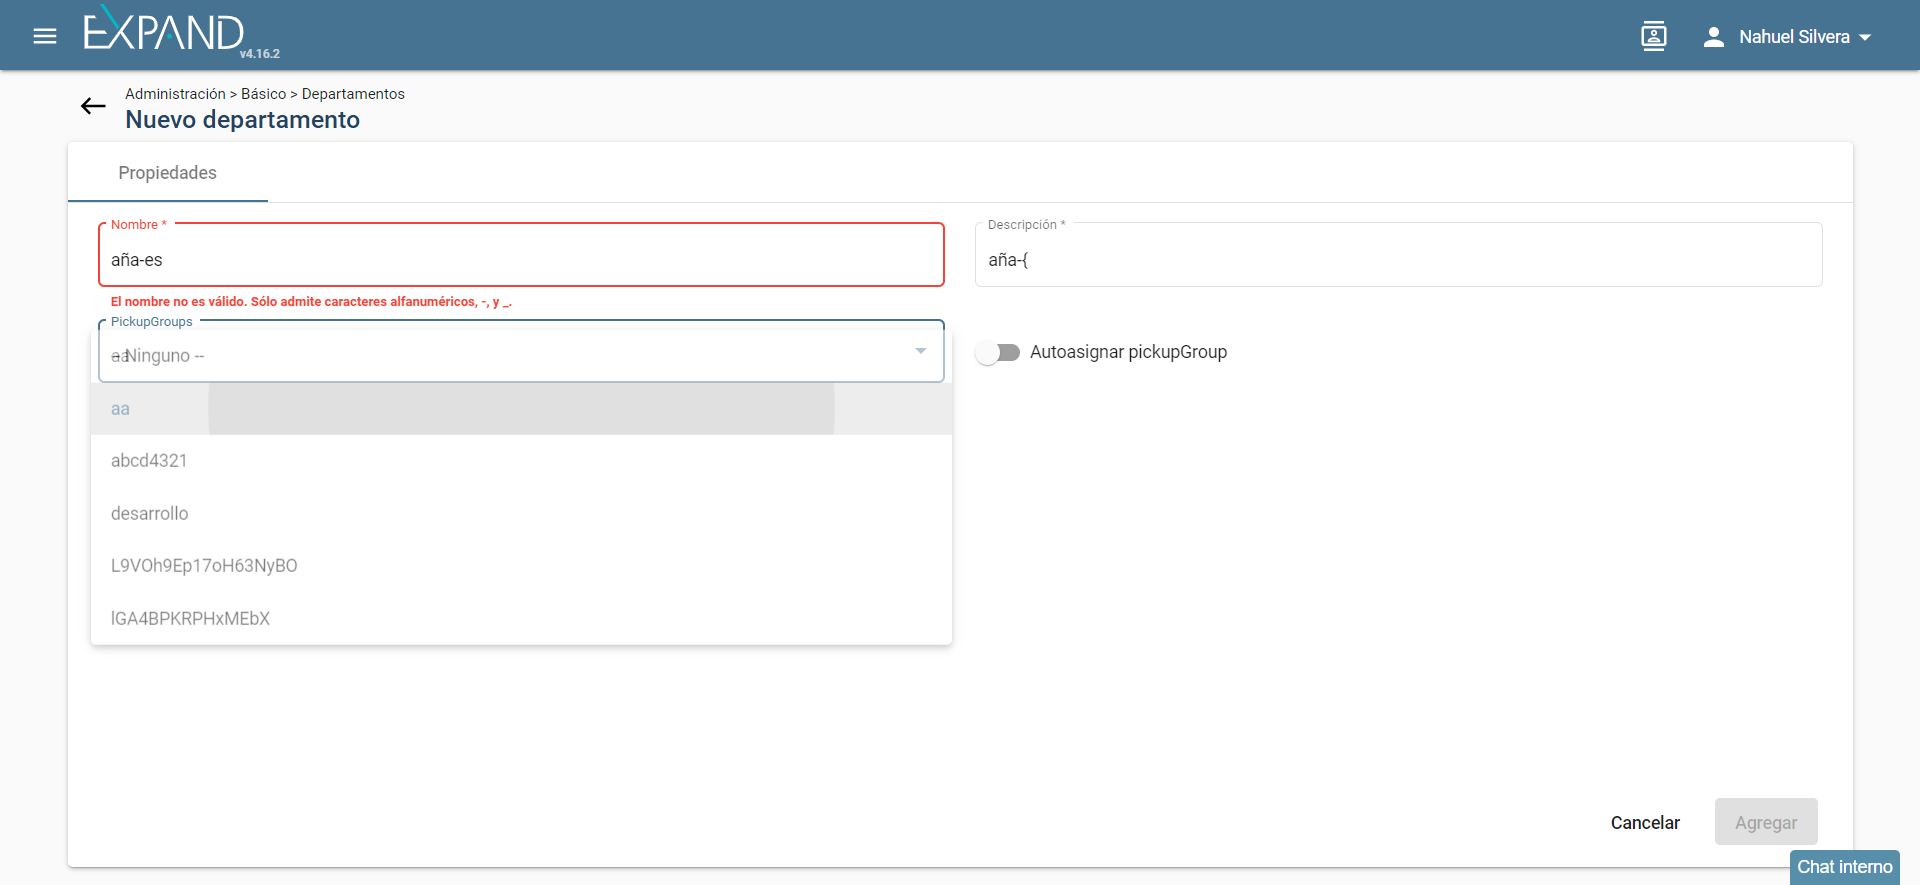 EXPAND
v4.16.2
Nahuel Silvera
Administración > Básico > Departamentos
Nuevo departamento
Propiedades
Nombre *
aña-es
El nombre no es válido. Sólo admite caracteres alfanuméricos, -, y _.
Descripción *
aña-{
PickupGroups
-- Ninguno --
aa
Autoasignar pickupGroup
aa
abcd4321
desarrollo
L9VOh9Ep17oH63NyBO
lGA4BPKRPHxMEbX
Cancelar
Agregar
Chat interno